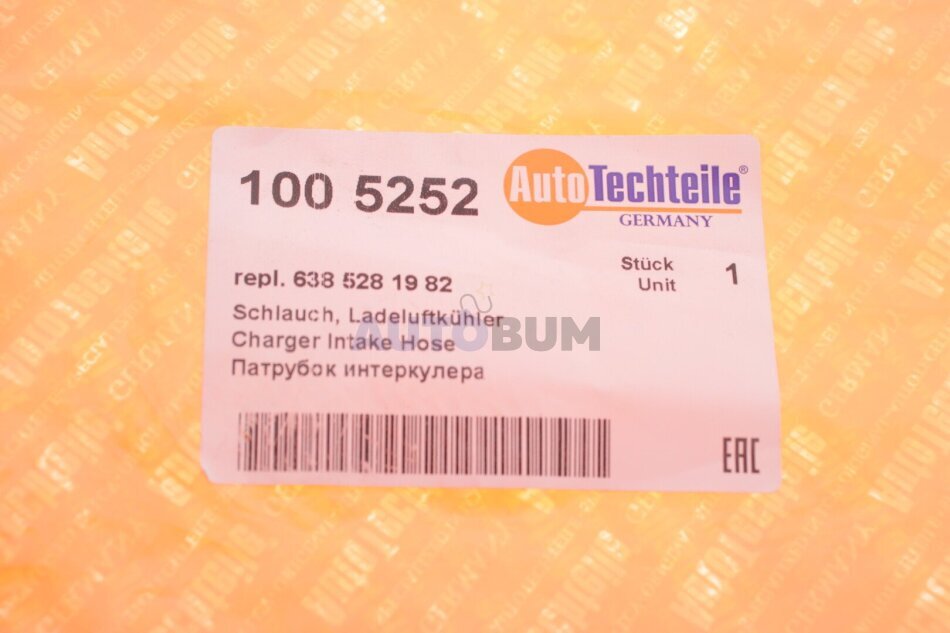 100 5252
AutoTechteile®
GERMANY
repl. 638 528 19 82
Stück 1
Unit
Schlauch, Ladeluftkühler
Charger Intake Hose
Патрубок интеркулера
AUTOBUM
EAC